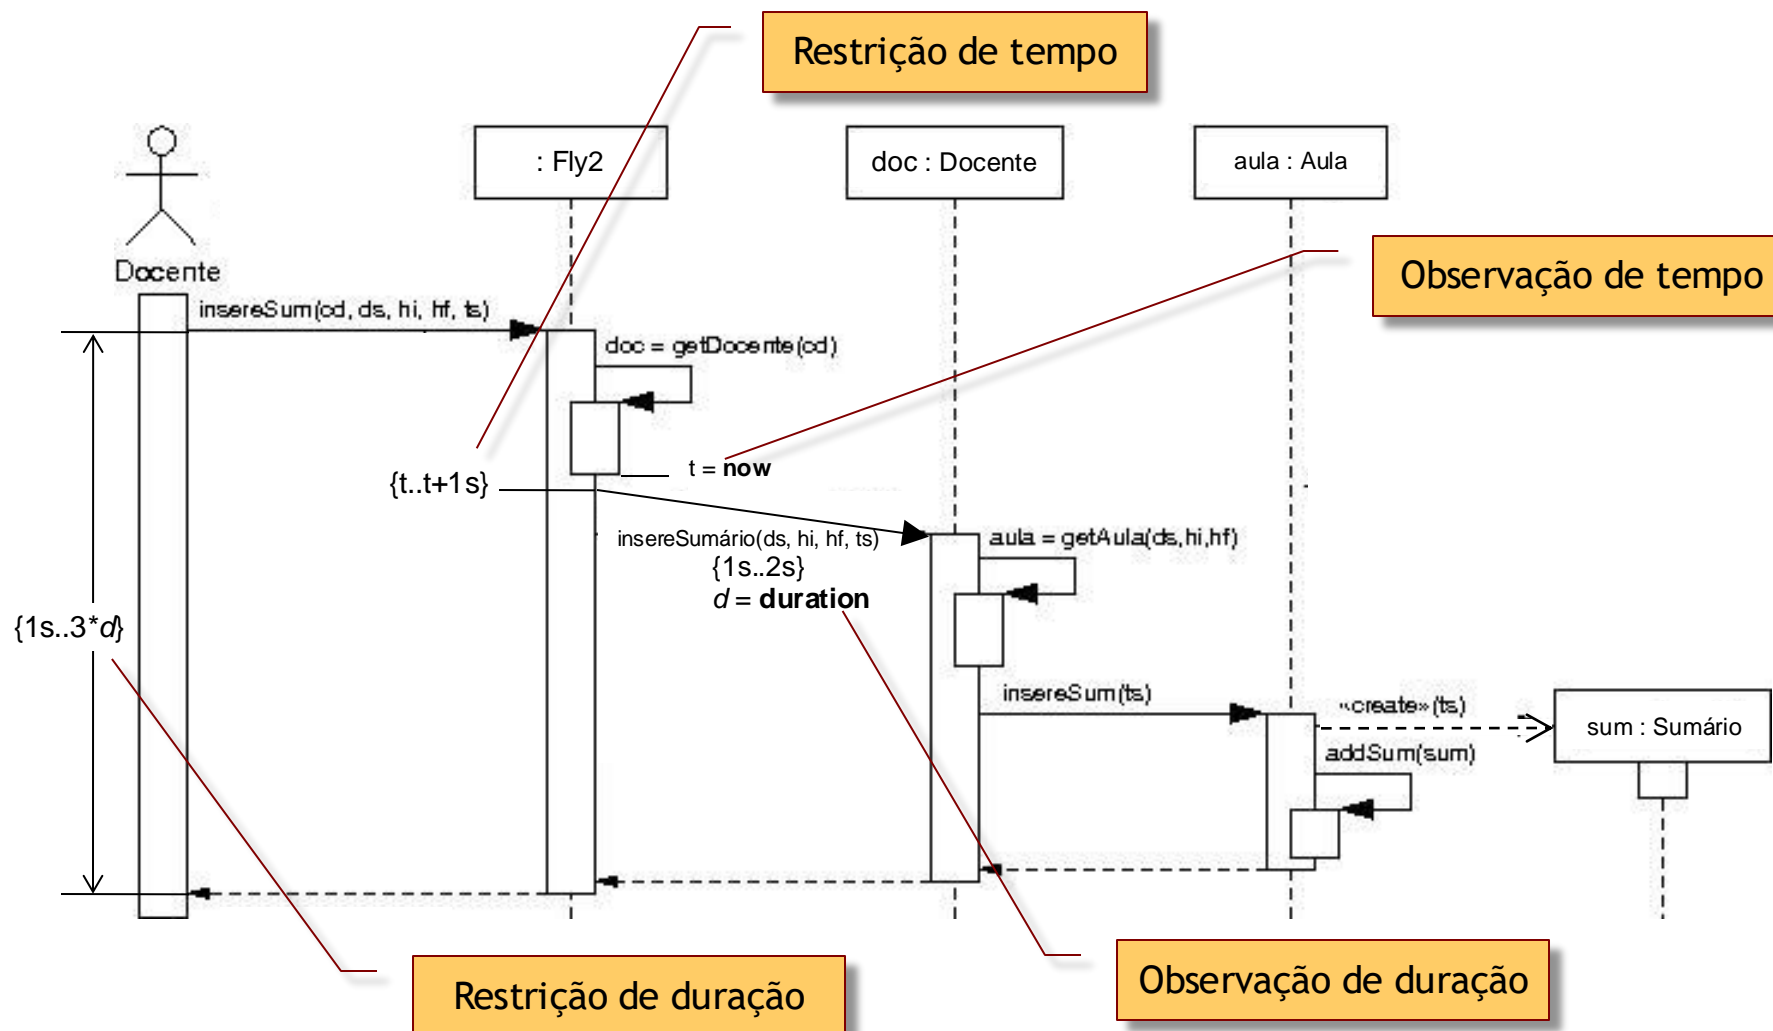 Restrição de tempo
: Fly2
doc : Docente
aula : Aula
Docente
Observação de tempo
insereSum(cd, ds, hi, hf, ts)
doc = getDocente(cd)
t = now
{t..t+1s}
insereSumário(ds, hi, hf, ts)
{1s..2s}
d = duration
aula = getAula(ds,hi,hf)
{1s..3*d}
insereSum(ts)
«create»(ts)
sum : Sumário
addSum(sum)
Restrição de duração
Observação de duração